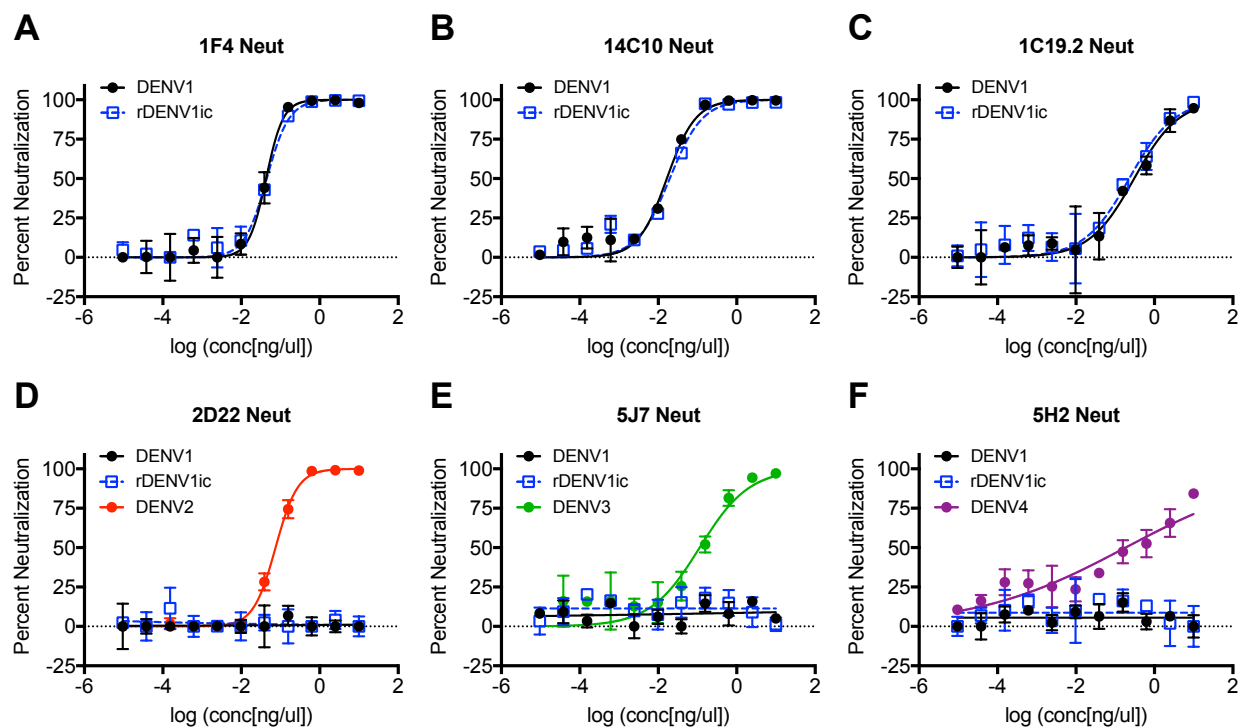 A
1F4 Neut
DENV1
rDENV1ic
Percent Neutralization
100
75
50
25
0
-25
-6 -4 -2 0 2
log (conc[ng/ul])
B
14C10 Neut
DENV1
rDENV1ic
Percent Neutralization
100
75
50
25
0
-25
-6 -4 -2 0 2
log (conc[ng/ul])
C
1C19.2 Neut
DENV1
rDENV1ic
Percent Neutralization
100
75
50
25
0
-25
-6 -4 -2 0 2
log (conc[ng/ul])
D
2D22 Neut
DENV1
rDENV1ic
DENV2
Percent Neutralization
100
75
50
25
0
-25
-6 -4 -2 0 2
log (conc[ng/ul])
E
5J7 Neut
DENV1
rDENV1ic
DENV3
Percent Neutralization
100
75
50
25
0
-25
-6 -4 -2 0 2
log (conc[ng/ul])
F
5H2 Neut
DENV1
rDENV1ic
DENV4
Percent Neutralization
100
75
50
25
0
-25
-6 -4 -2 0 2
log (conc[ng/ul])